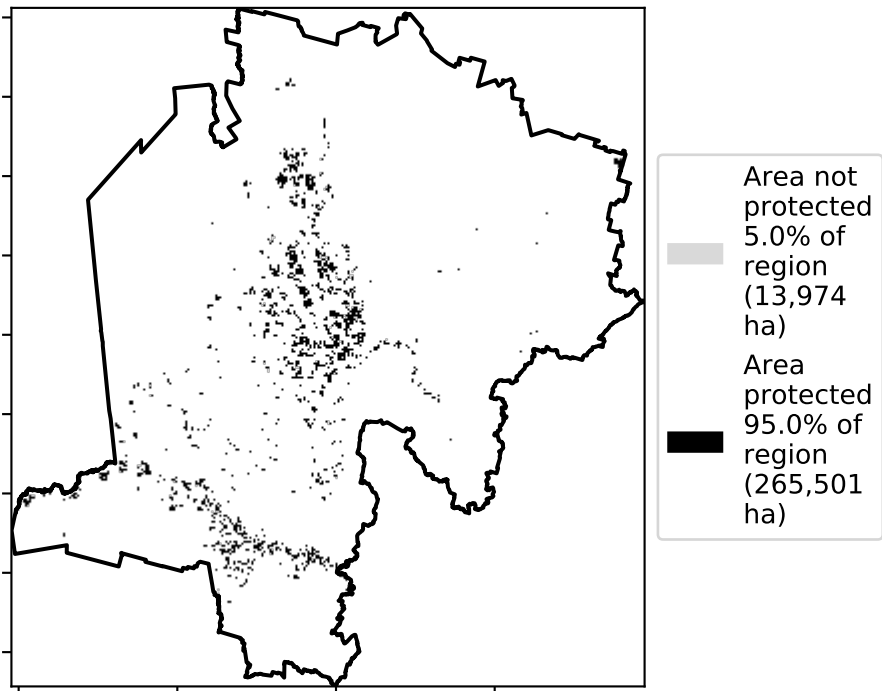 Area not
protected
5.0% of
region
(13,974
ha)
Area
protected
95.0% of
region
(265,501
ha)